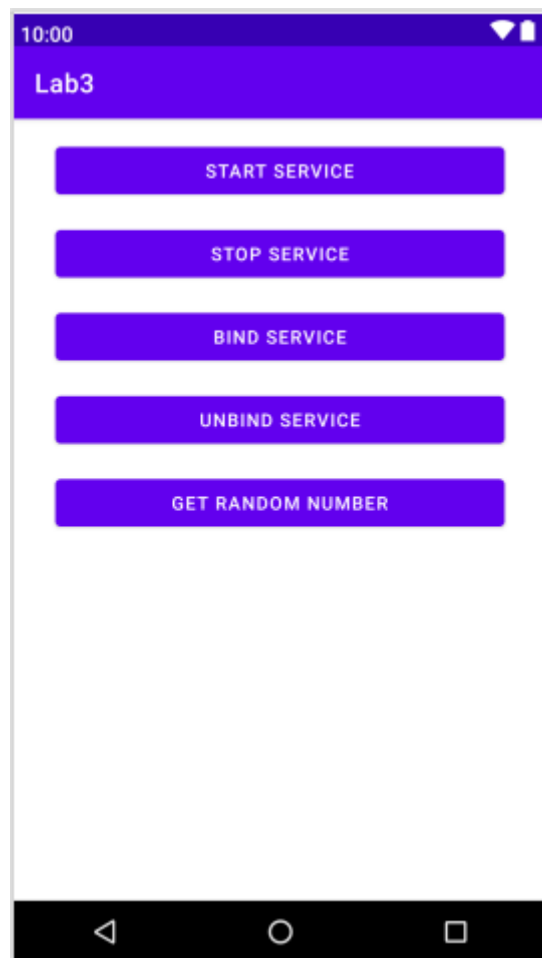 10:00
Lab3
START SERVICE
STOP SERVICE
BIND SERVICE
UNBIND SERVICE
GET RANDOM NUMBER